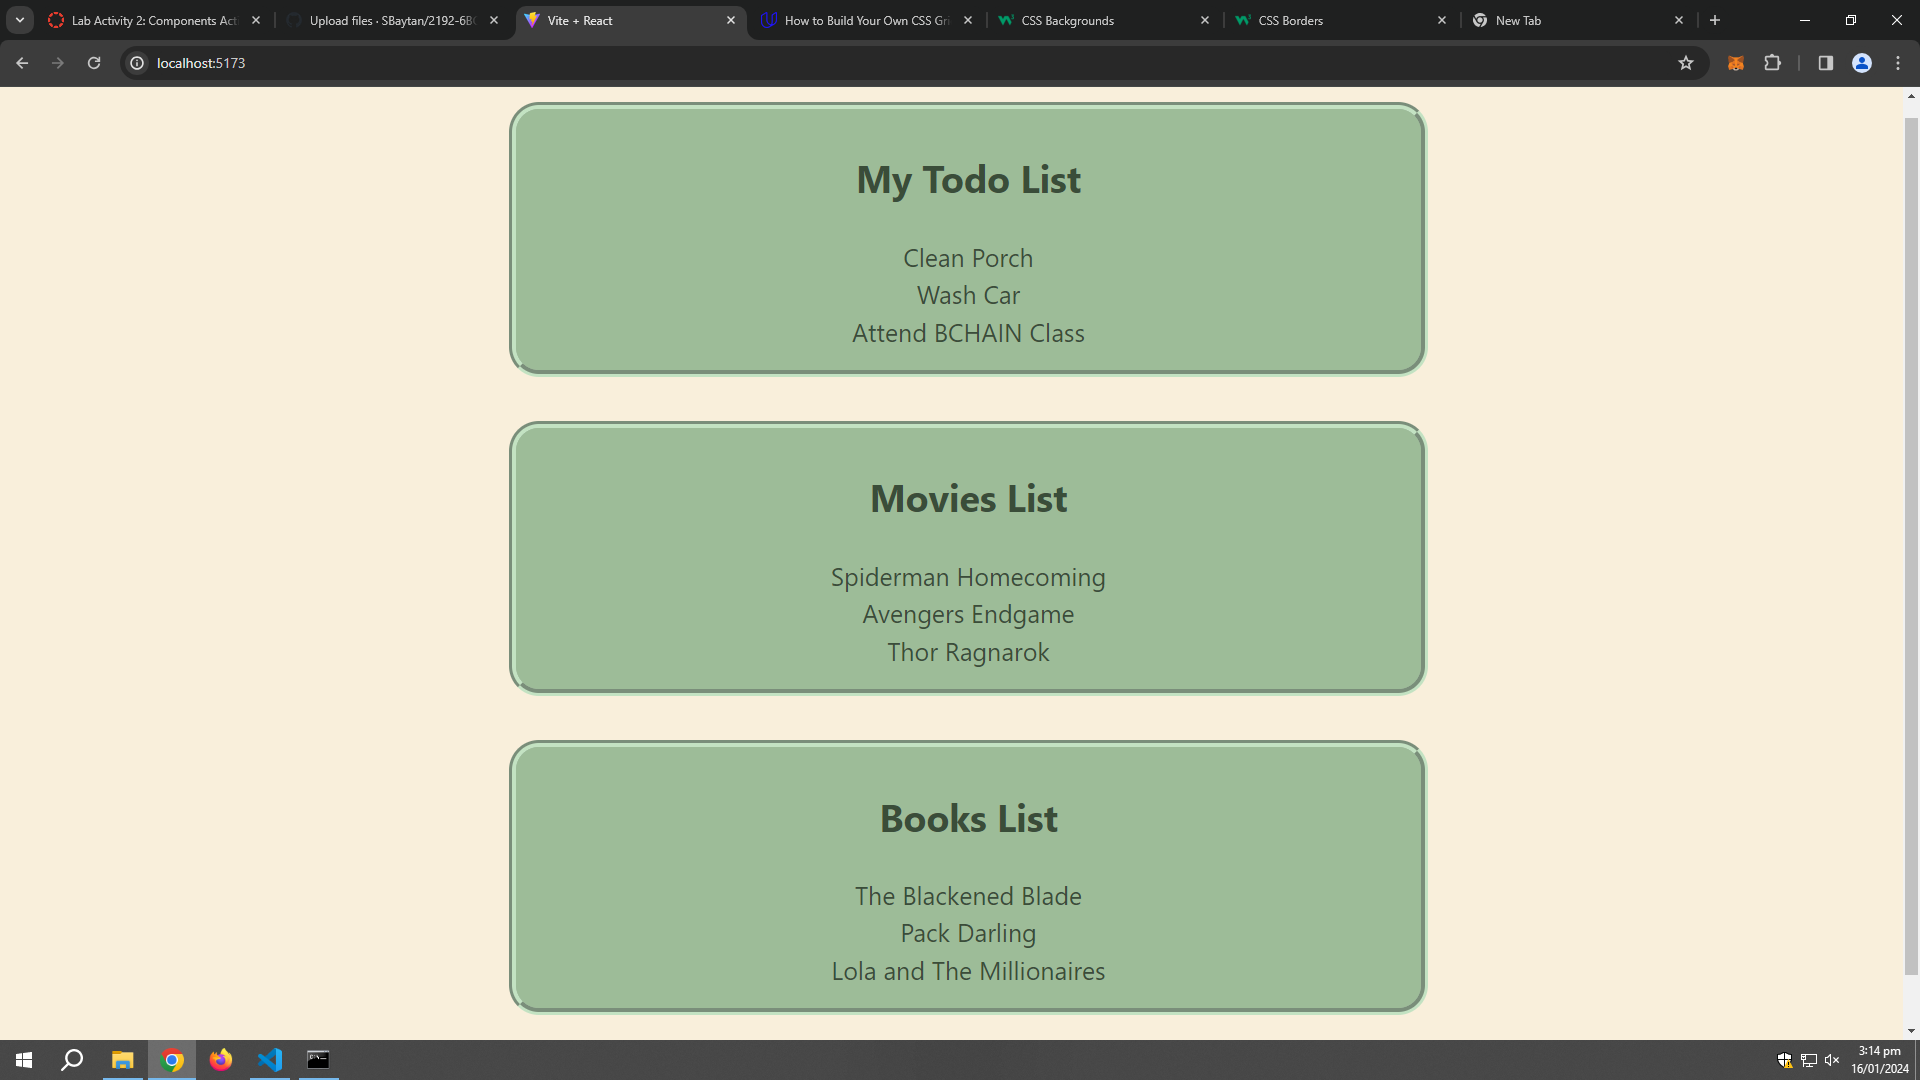 Lab Activity 2: Components Acti
Upload files · SBaytan/2192-6BC
Vite + React
How to Build Your Own CSS Gri
CSS Backgrounds
CSS Borders
New Tab
localhost:5173
My Todo List
Clean Porch
Wash Car
Attend BCHAIN Class
Movies List
Spiderman Homecoming
Avengers Endgame
Thor Ragnarok
Books List
The Blackened Blade
Pack Darling
Lola and The Millionaires
3:14 pm
16/01/2024